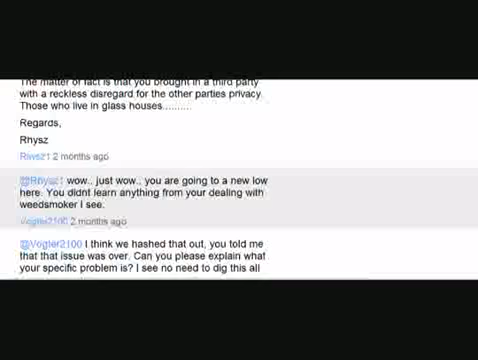 The matter of fact is that you brought in a third party
with a reckless disregard for the other parties privacy.
Those who live in glass houses..........
Regards,
Rhysz
2 months ago
@Rhysz1 wow.. just wow.. you are going to a new low
here. You didnt learn anything from your dealing with
weedsmoker I see.
Vogter2100 2 months ago
@Vogter2100 I think we hashed that out, you told me
that that issue was over. Can you please explain what
your specific problem is? I see no need to dig this all